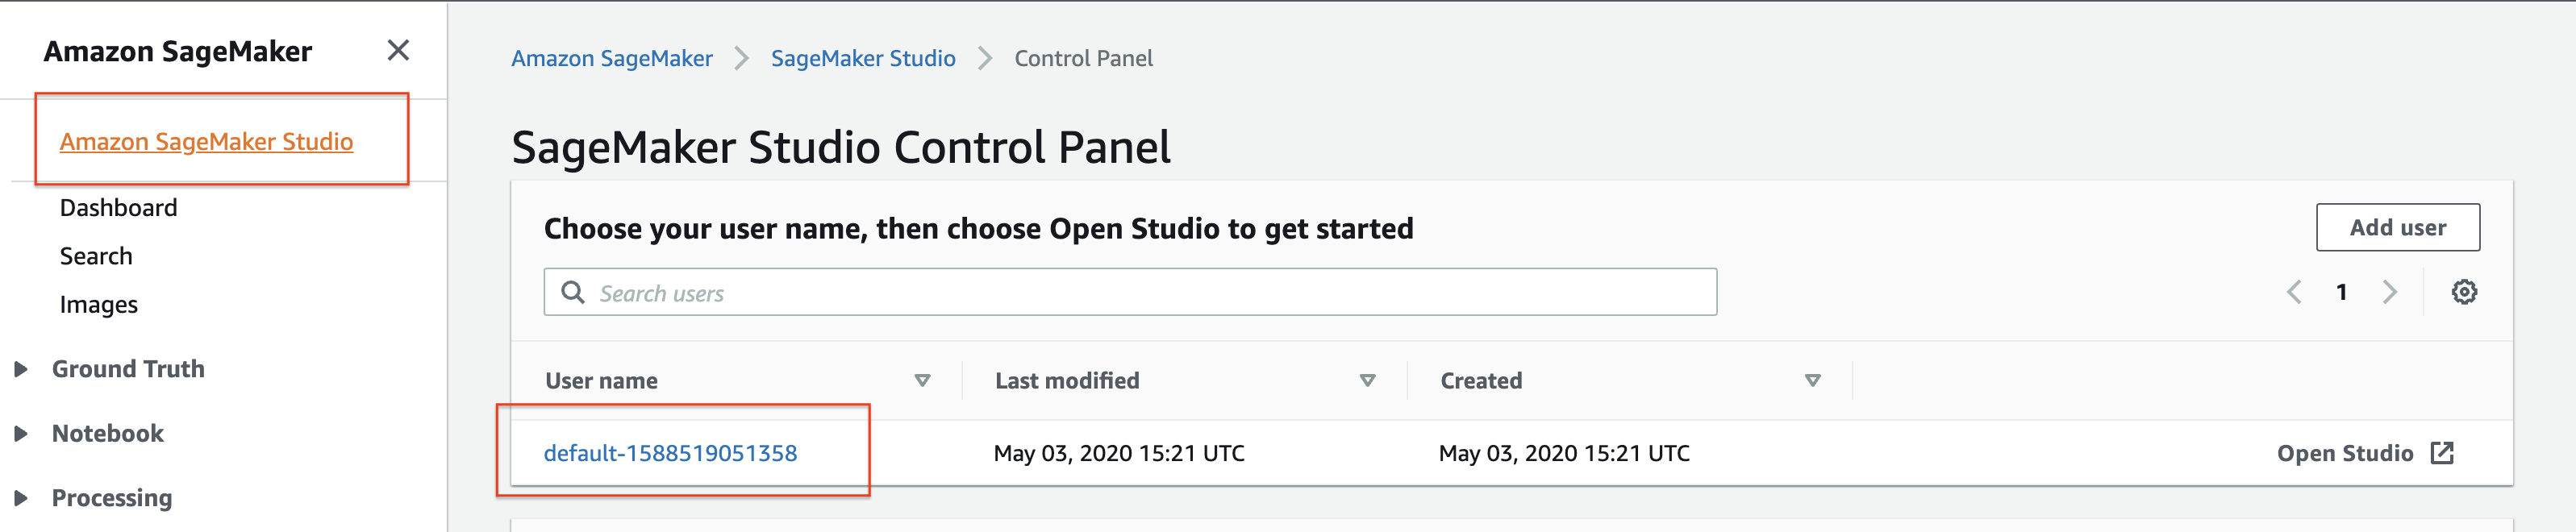 Amazon SageMaker
Amazon SageMaker Studio
Dashboard
Search
Images
Ground Truth
Notebook
Processing
Amazon SageMaker > SageMaker Studio > Control Panel
SageMaker Studio Control Panel
Choose your user name, then choose Open Studio to get started
Add user
Search users
1
User name Last modified Created
default-1588519051358 May 03, 2020 15:21 UTC May 03, 2020 15:21 UTC Open Studio